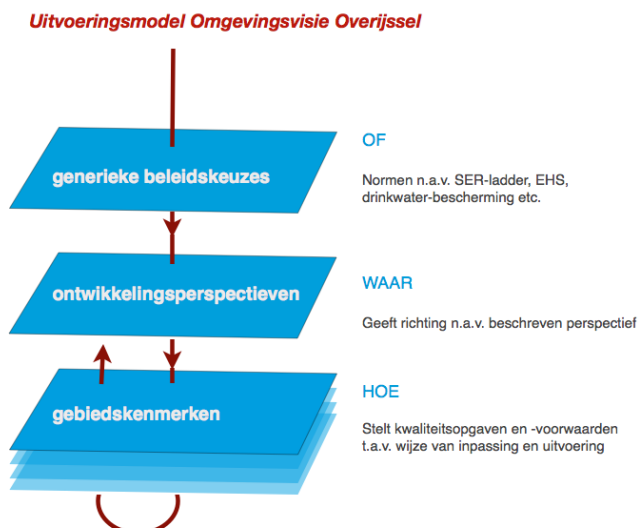 Uitvoeringsmodel Omgevingsvisie Overijssel
generieke beleidskeuzes
OF
Normen n.a.v. SER-ladder, EHS,
drinkwater-bescherming etc.
ontwikkelingsperspectieven
WAAR
Geeft richting n.a.v. beschreven perspectief
gebiedskenmerken
HOE
Stelt kwaliteitsopgaven en -voorwaarden
t.a.v. wijze van inpassing en uitvoering